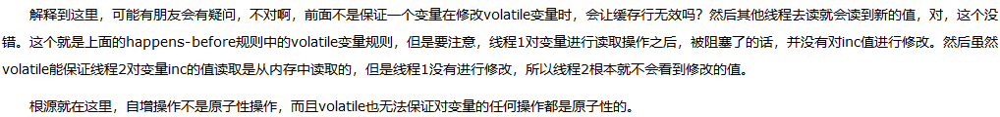 解释到这里，可能有朋友会有疑问，不对啊，前面不是保证一个变量在修改volatile变量时，会让缓存行无效吗？然后其他线程去读就会读到新的值，对，这个没
错。这个就是上面的happens-before规则中的volatile变量规则，但是要注意，线程1对变量进行读取操作之后，被阻塞了的话，并没有对inc值进行修改。然后虽然
volatile能保证线程2对变量inc的值读取是从内存中读取的，但是线程1没有进行修改，所以线程2根本就不会看到修改的值。
根源就在这里，自增操作不是原子性操作，而且volatile也无法保证对变量的任何操作都是原子性的。